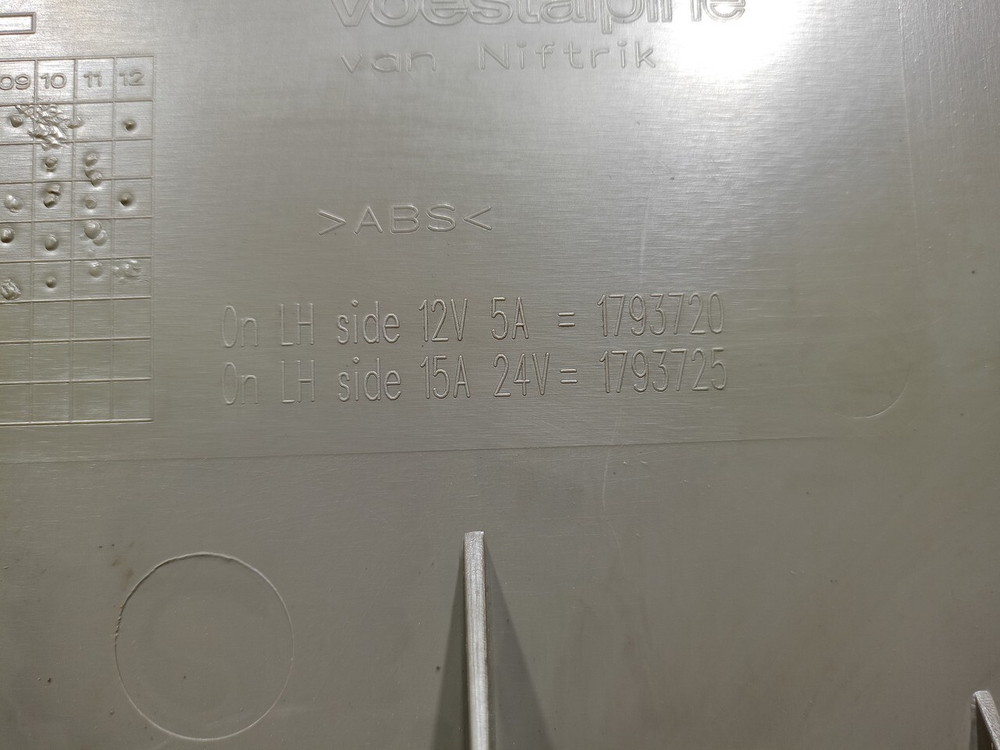 voestalpine
van Niftrik
09 10 11 12
>ABS<
On LH side 12V 5A = 1793720
On LH side 15A 24V= 1793725